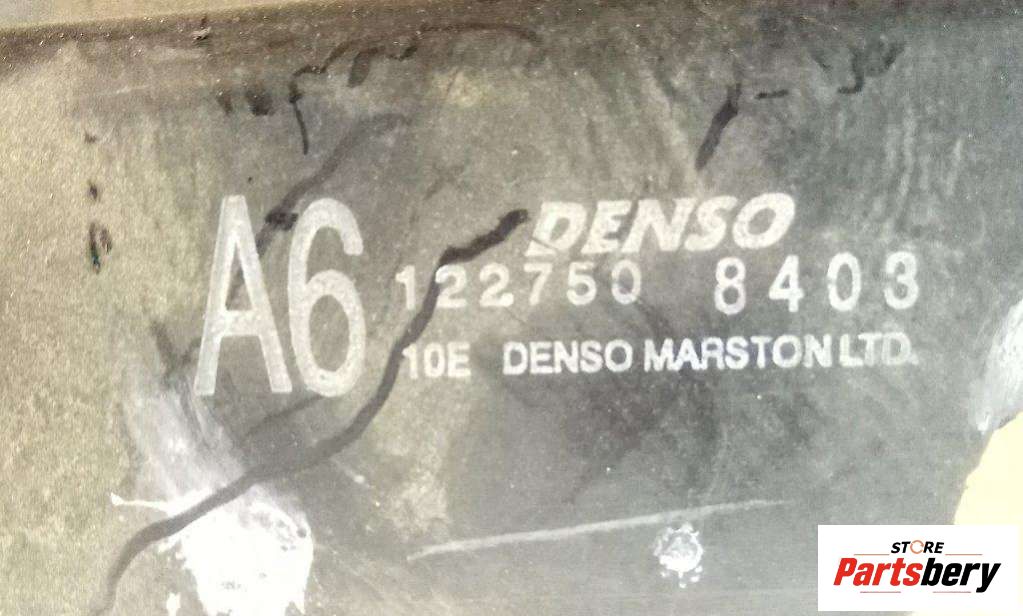 A6
DENSO
122750 8403
10E DENSO MARSTON LTD.
STORE
Partsbery